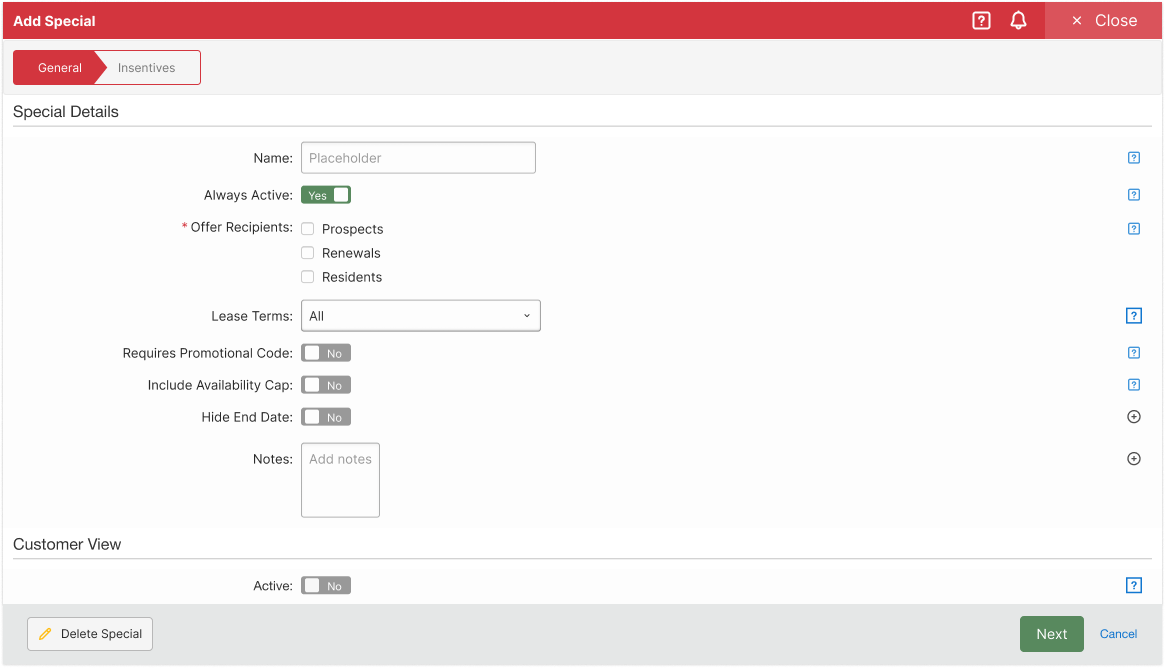 Add Special
? × Close
General Incentives
Special Details
Name: Placeholder ?
Always Active: Yes ?
* Offer Recipients: Prospects ?
Renewals
Residents
Lease Terms: All ?
Requires Promotional Code: No ?
Include Availability Cap: No ?
Hide End Date: No
Notes: Add notes
Customer View
Active: No ?
Delete Special Next Cancel